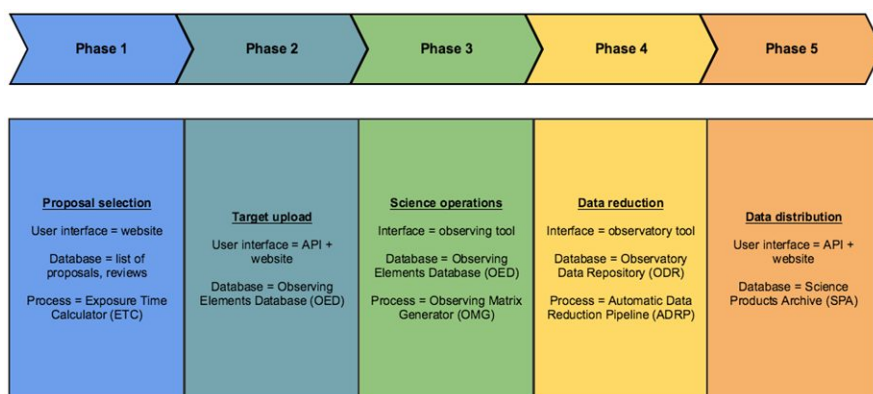 Phase 1
Phase 2
Phase 3
Phase 4
Phase 5
Proposal selection
User interface = website
Database = list of
proposals, reviews
Process = Exposure Time
Calculator (ETC)
Target upload
User interface = API +
website
Database = Observing
Elements Database (OED)
Science operations
Interface = observing tool
Database = Observing
Elements Database (OED)
Process = Observing Matrix
Generator (OMG)
Data reduction
Interface = observatory tool
Database = Observatory
Data Repository (ODR)
Process = Automatic Data
Reduction Pipeline (ADRP)
Data distribution
User interface = API +
website
Database = Science
Products Archive (SPA)